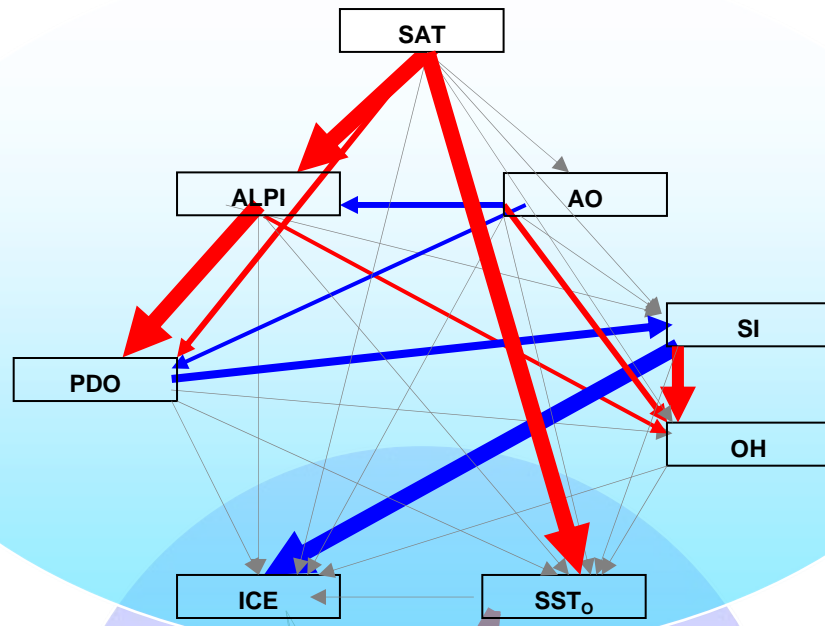 SAT
ALPI
AO
SI
PDO
OH
ICE
SSTO